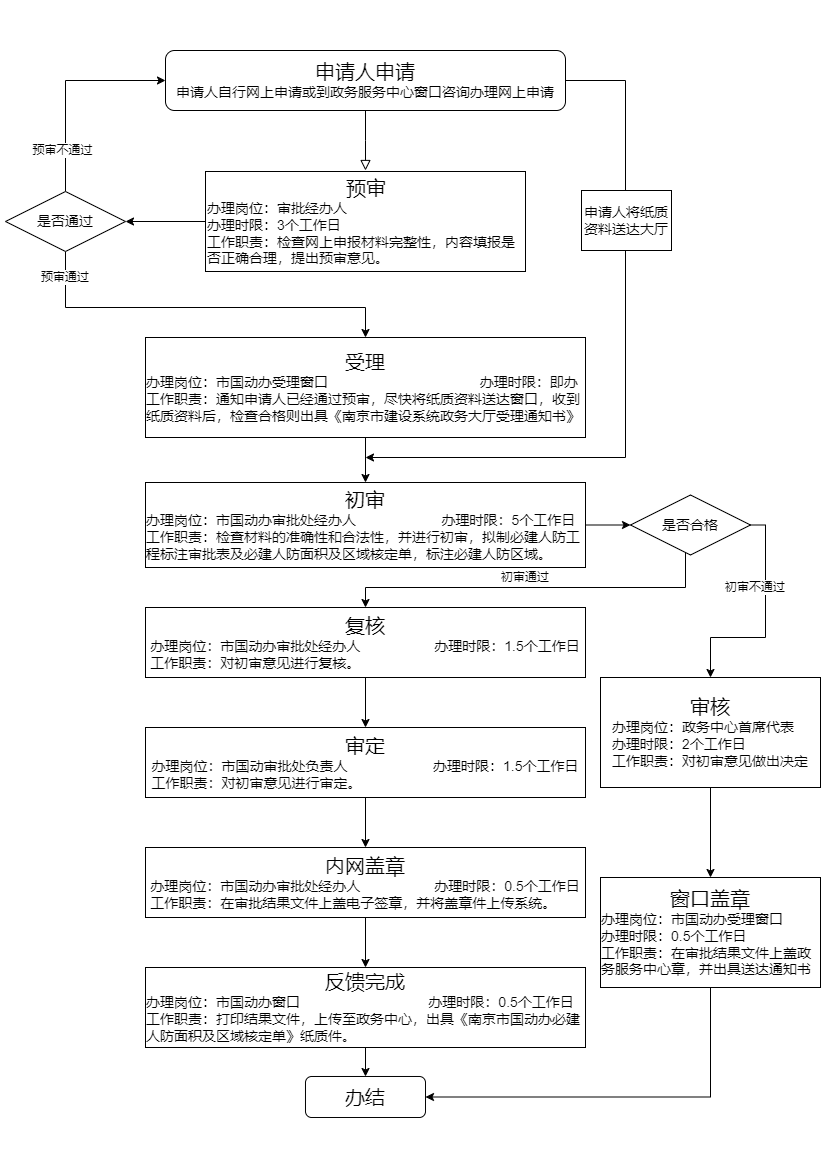 申请人申请
申请人自行网上申请或到政务服务中心窗口咨询办理网上申请
预审不通过
预审
办理岗位：审批经办人
办理时限：3个工作日
工作职责：检查网上申报材料完整性，内容填报是
否正确合理，提出预审意见。
是否通过
申请人将纸质
资料送达大厅
预审通过
受理
办理岗位：市国动办受理窗口 办理时限：即办
工作职责：通知申请人已经通过预审，尽快将纸质资料送达窗口，收到
纸质资料后，检查合格则出具《南京市建设系统政务大厅受理通知书》
初审
办理岗位：市国动办审批处经办人 办理时限：5个工作日
工作职责：检查材料的准确性和合法性，并进行初审，拟制必建人防工
程标注审批表及必建人防面积及区域核定单，标注必建人防区域。
是否合格
初审通过
初审不通过
复核
办理岗位：市国动办审批处经办人 办理时限：1.5个工作日
工作职责：对初审意见进行复核。
审核
办理岗位：政务中心首席代表
办理时限：2个工作日
工作职责：对初审意见做出决定
审定
办理岗位：市国动审批处负责人 办理时限：1.5个工作日
工作职责：对初审意见进行审定。
内网盖章
办理岗位：市国动办审批处经办人 办理时限：0.5个工作日
工作职责：在审批结果文件上盖电子签章，并将盖章件上传系统。
窗口盖章
办理岗位：市国动办受理窗口
办理时限：0.5个工作日
工作职责：在审批结果文件上盖政
务服务中心章，并出具送达通知书
反馈完成
办理岗位：市国动办窗口 办理时限：0.5个工作日
工作职责：打印结果文件，上传至政务中心，出具《南京市国动办必建
人防面积及区域核定单》纸质件。
办结